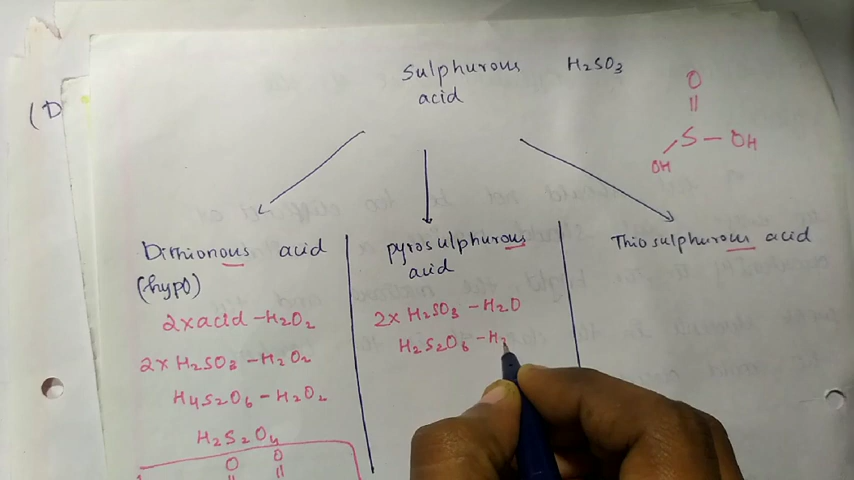 Sulphurous acid H₂SO₃
O
||
S - OH
OH
(D
Dithionous acid
(hypo)
2x acid - H₂O₂
2x H₂SO₃ - H₂O₂
H₄S₂O₆ - H₂O₂
H₂S₂O₄
O O
|| ||
pyrosulphurous
acid
2x H₂SO₃ - H₂O
H₂S₂O₆ - H₂
Thiosulphurous acid